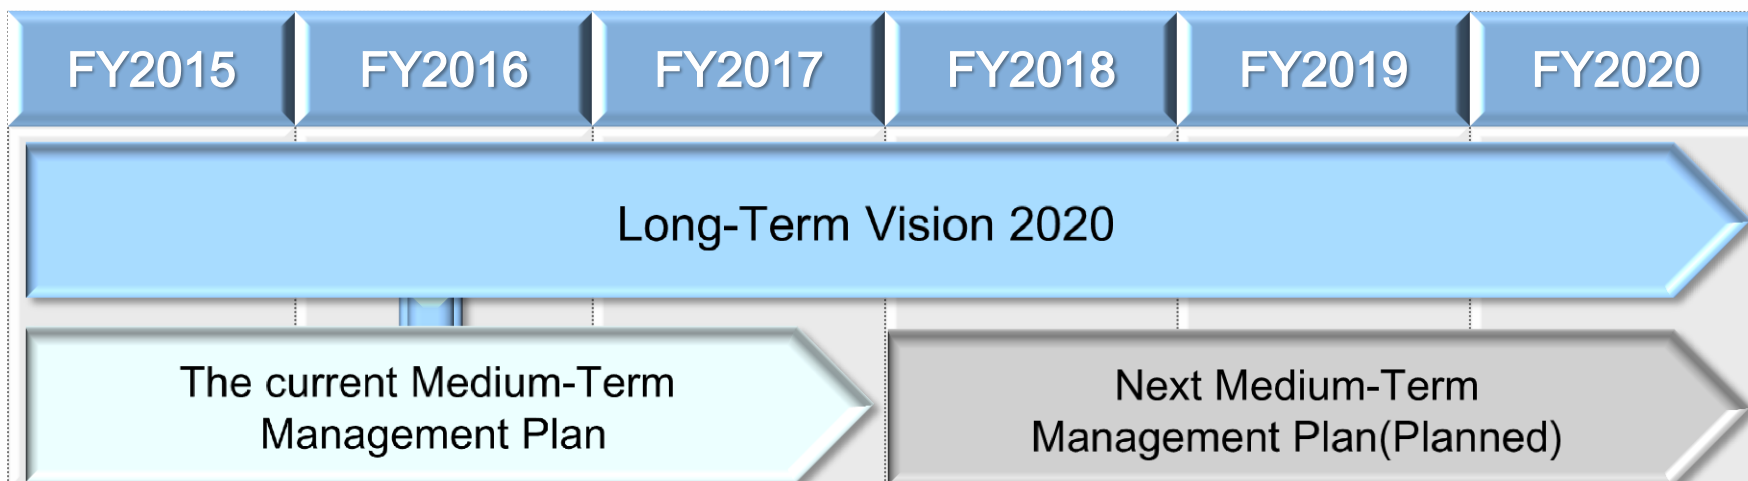 FY2015 FY2016 FY2017 FY2018 FY2019 FY2020
Long-Term Vision 2020
The current Medium-Term
Management Plan
Next Medium-Term
Management Plan(Planned)